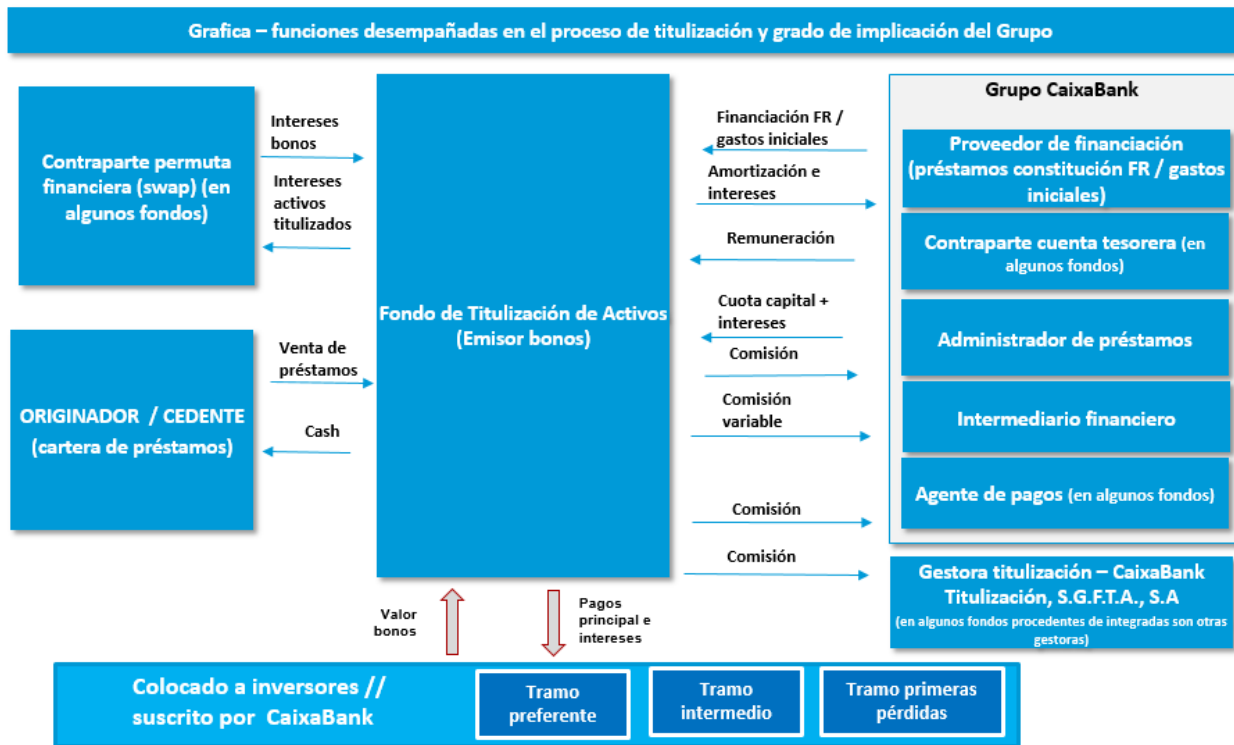 Grafica – funciones desempañadas en el proceso de titulización y grado de implicación del Grupo
Contraparte permuta
financiera (swap) (en
algunos fondos)
Intereses
bonos
Intereses
activos
titulizados
ORIGINADOR / CEDENTE
(cartera de préstamos)
Venta de
préstamos
Cash
Fondo de Titulización de Activos
(Emisor bonos)
Financiación FR /
gastos iniciales
Amortización e
intereses
Remuneración
Cuota capital +
intereses
Comisión
Comisión
variable
Comisión
Comisión
Grupo CaixaBank
Proveedor de financiación
(préstamos constitución FR / gastos
iniciales)
Contraparte cuenta tesorera (en
algunos fondos)
Administrador de préstamos
Intermediario financiero
Agente de pagos (en algunos fondos)
Gestora titulización – CaixaBank
Titulización, S.G.F.T.A., S.A
(en algunos fondos procedentes de integradas son otras
gestoras)
Valor
bonos
Pagos
principal e
intereses
Colocado a inversores //
suscrito por CaixaBank
Tramo
preferente
Tramo
intermedio
Tramo primeras
pérdidas